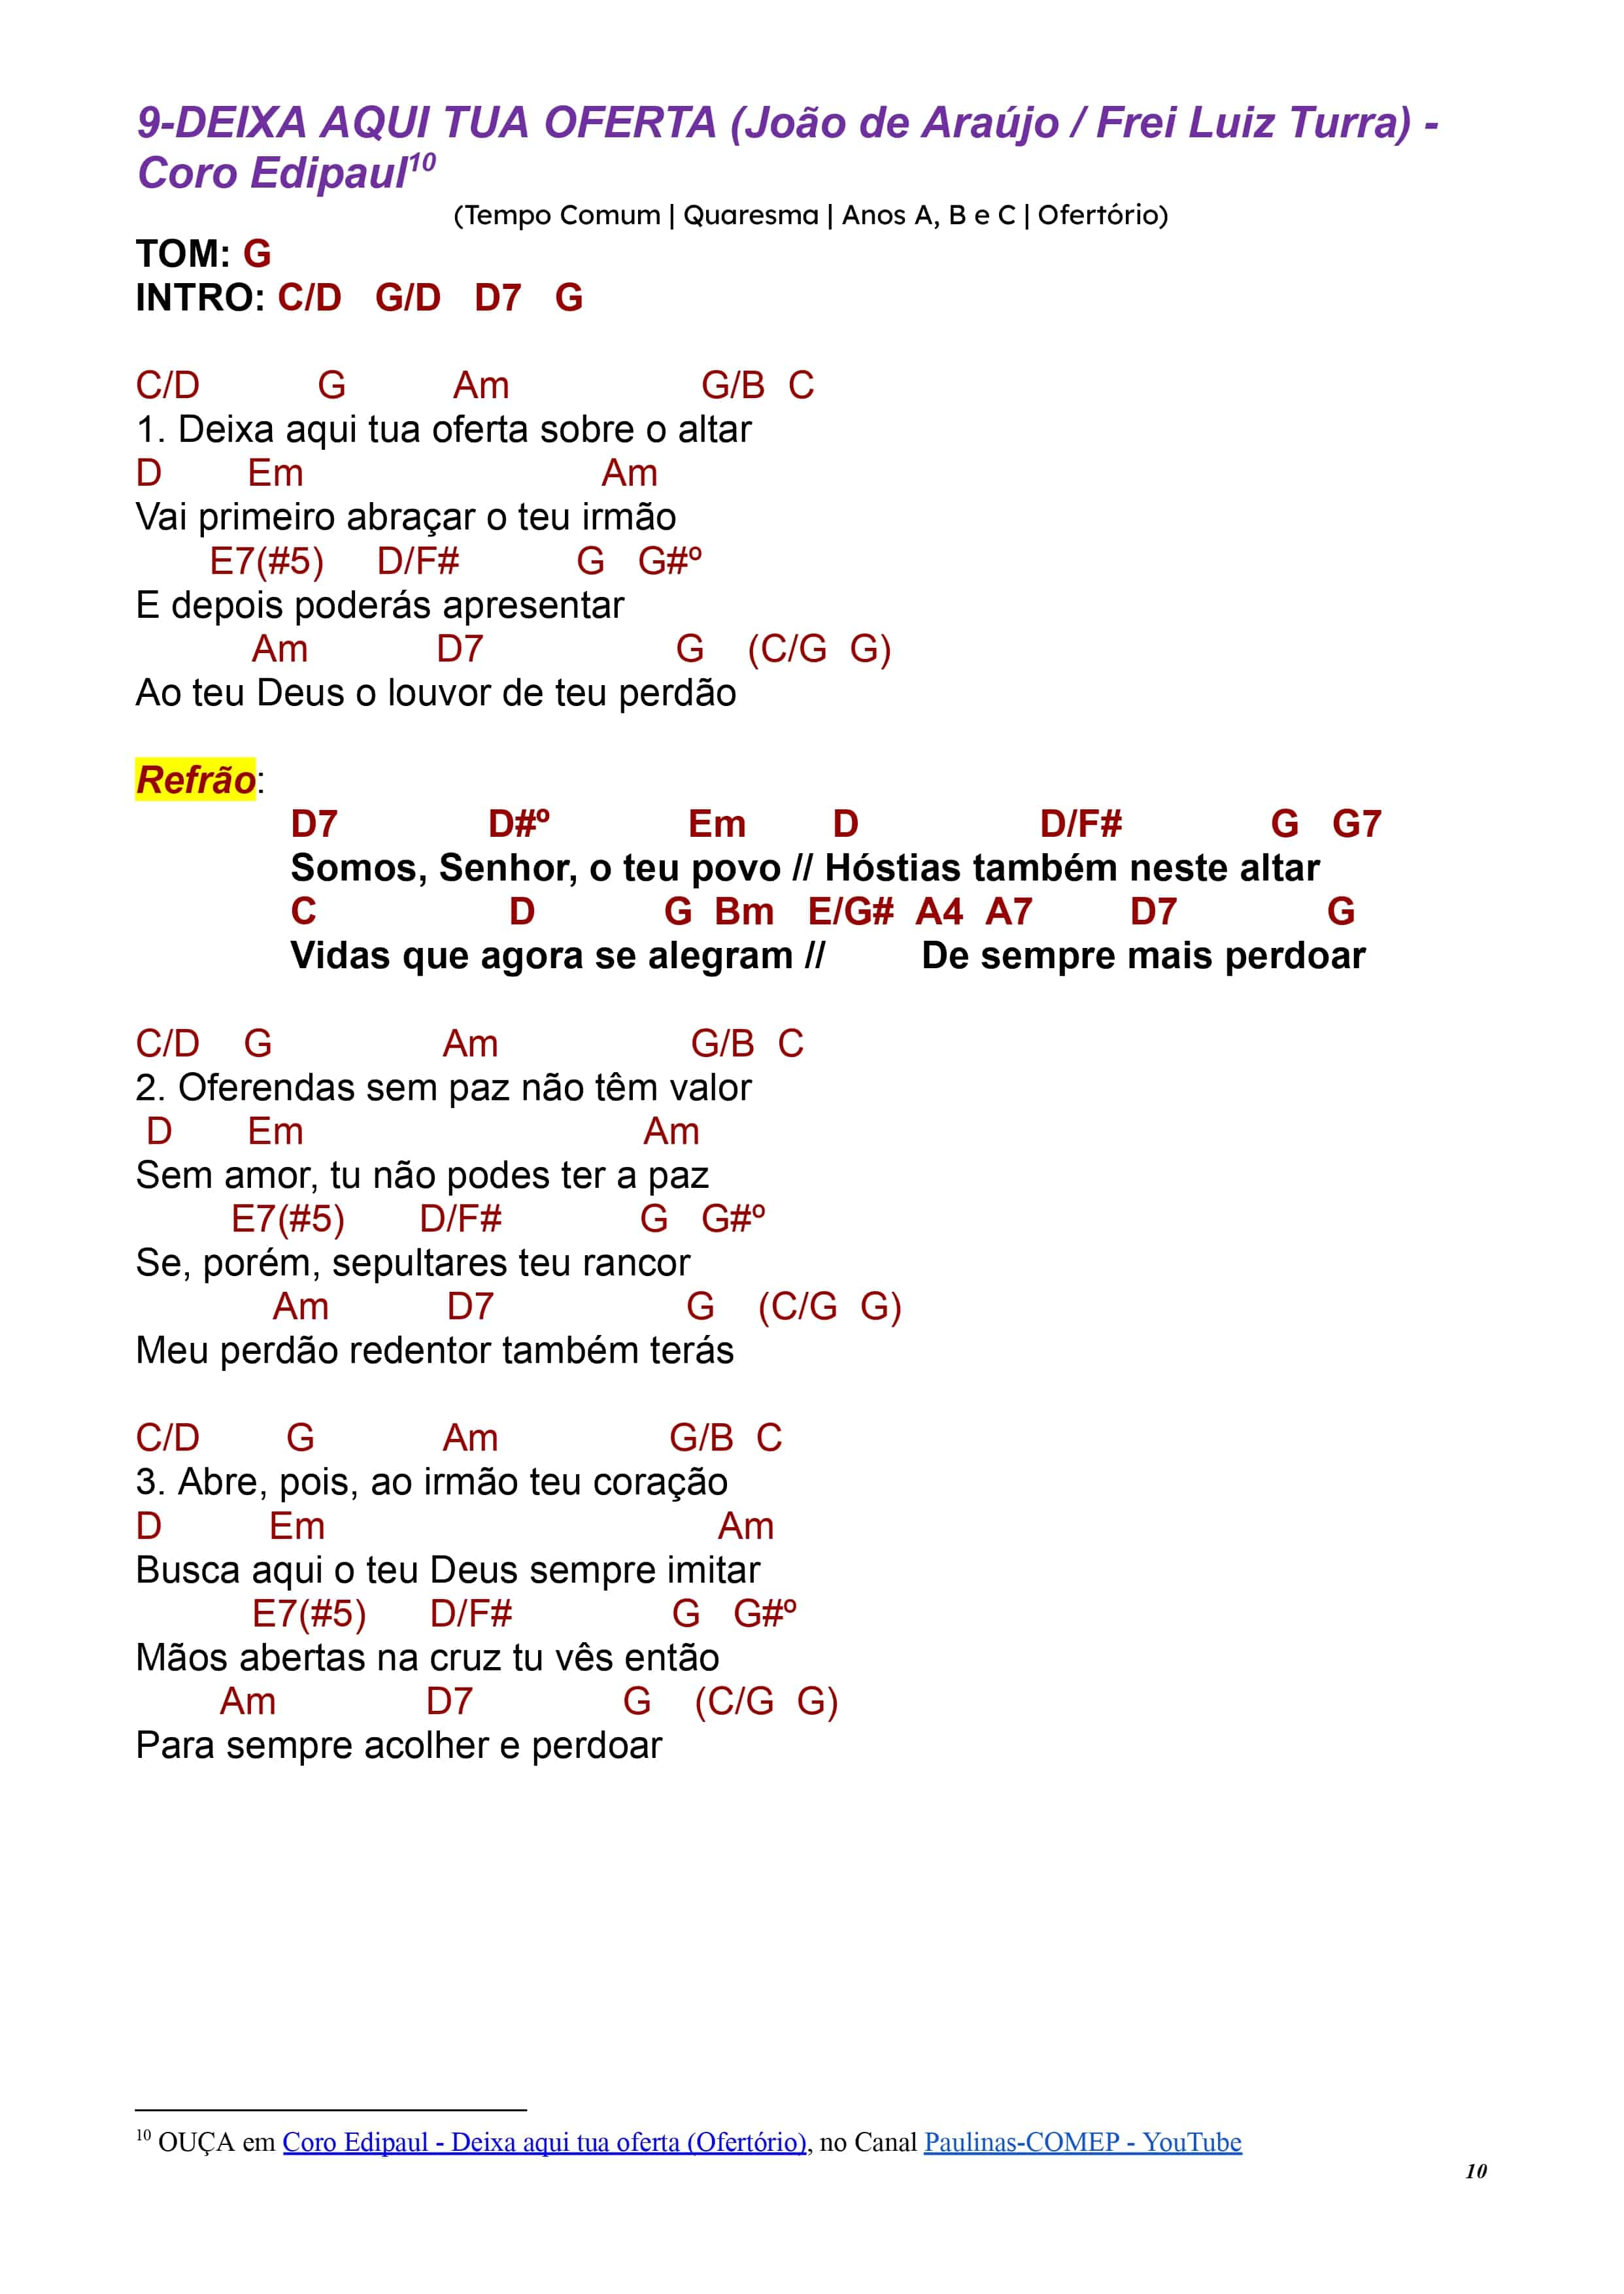 9-DEIXA AQUI TUA OFERTA (João de Araújo / Frei Luiz Turra) -
Coro Edipaul¹⁰
(Tempo Comum | Quaresma | Anos A, B e C | Ofertório)
TOM: G
INTRO: C/D   G/D   D7   G
C/D           G          Am                  G/B  C
1. Deixa aqui tua oferta sobre o altar
D        Em                            Am
Vai primeiro abraçar o teu irmão
       E7(#5)     D/F#           G   G#º
E depois poderás apresentar
           Am            D7                  G    (C/G  G)
Ao teu Deus o louvor de teu perdão
Refrão:
D7              D#º             Em        D                 D/F#              G   G7
Somos, Senhor, o teu povo // Hóstias também neste altar
C                  D            G  Bm   E/G#  A4  A7         D7              G
Vidas que agora se alegram //         De sempre mais perdoar
C/D    G                Am                  G/B  C
2. Oferendas sem paz não têm valor
 D       Em                                Am
Sem amor, tu não podes ter a paz
         E7(#5)       D/F#             G   G#º
Se, porém, sepultares teu rancor
             Am           D7                  G    (C/G  G)
Meu perdão redentor também terás
C/D        G            Am                G/B  C
3. Abre, pois, ao irmão teu coração
D          Em                                     Am
Busca aqui o teu Deus sempre imitar
           E7(#5)      D/F#               G   G#º
Mãos abertas na cruz tu vês então
        Am              D7              G    (C/G  G)
Para sempre acolher e perdoar
¹⁰ OUÇA em Coro Edipaul - Deixa aqui tua oferta (Ofertório), no Canal Paulinas-COMEP - YouTube
10